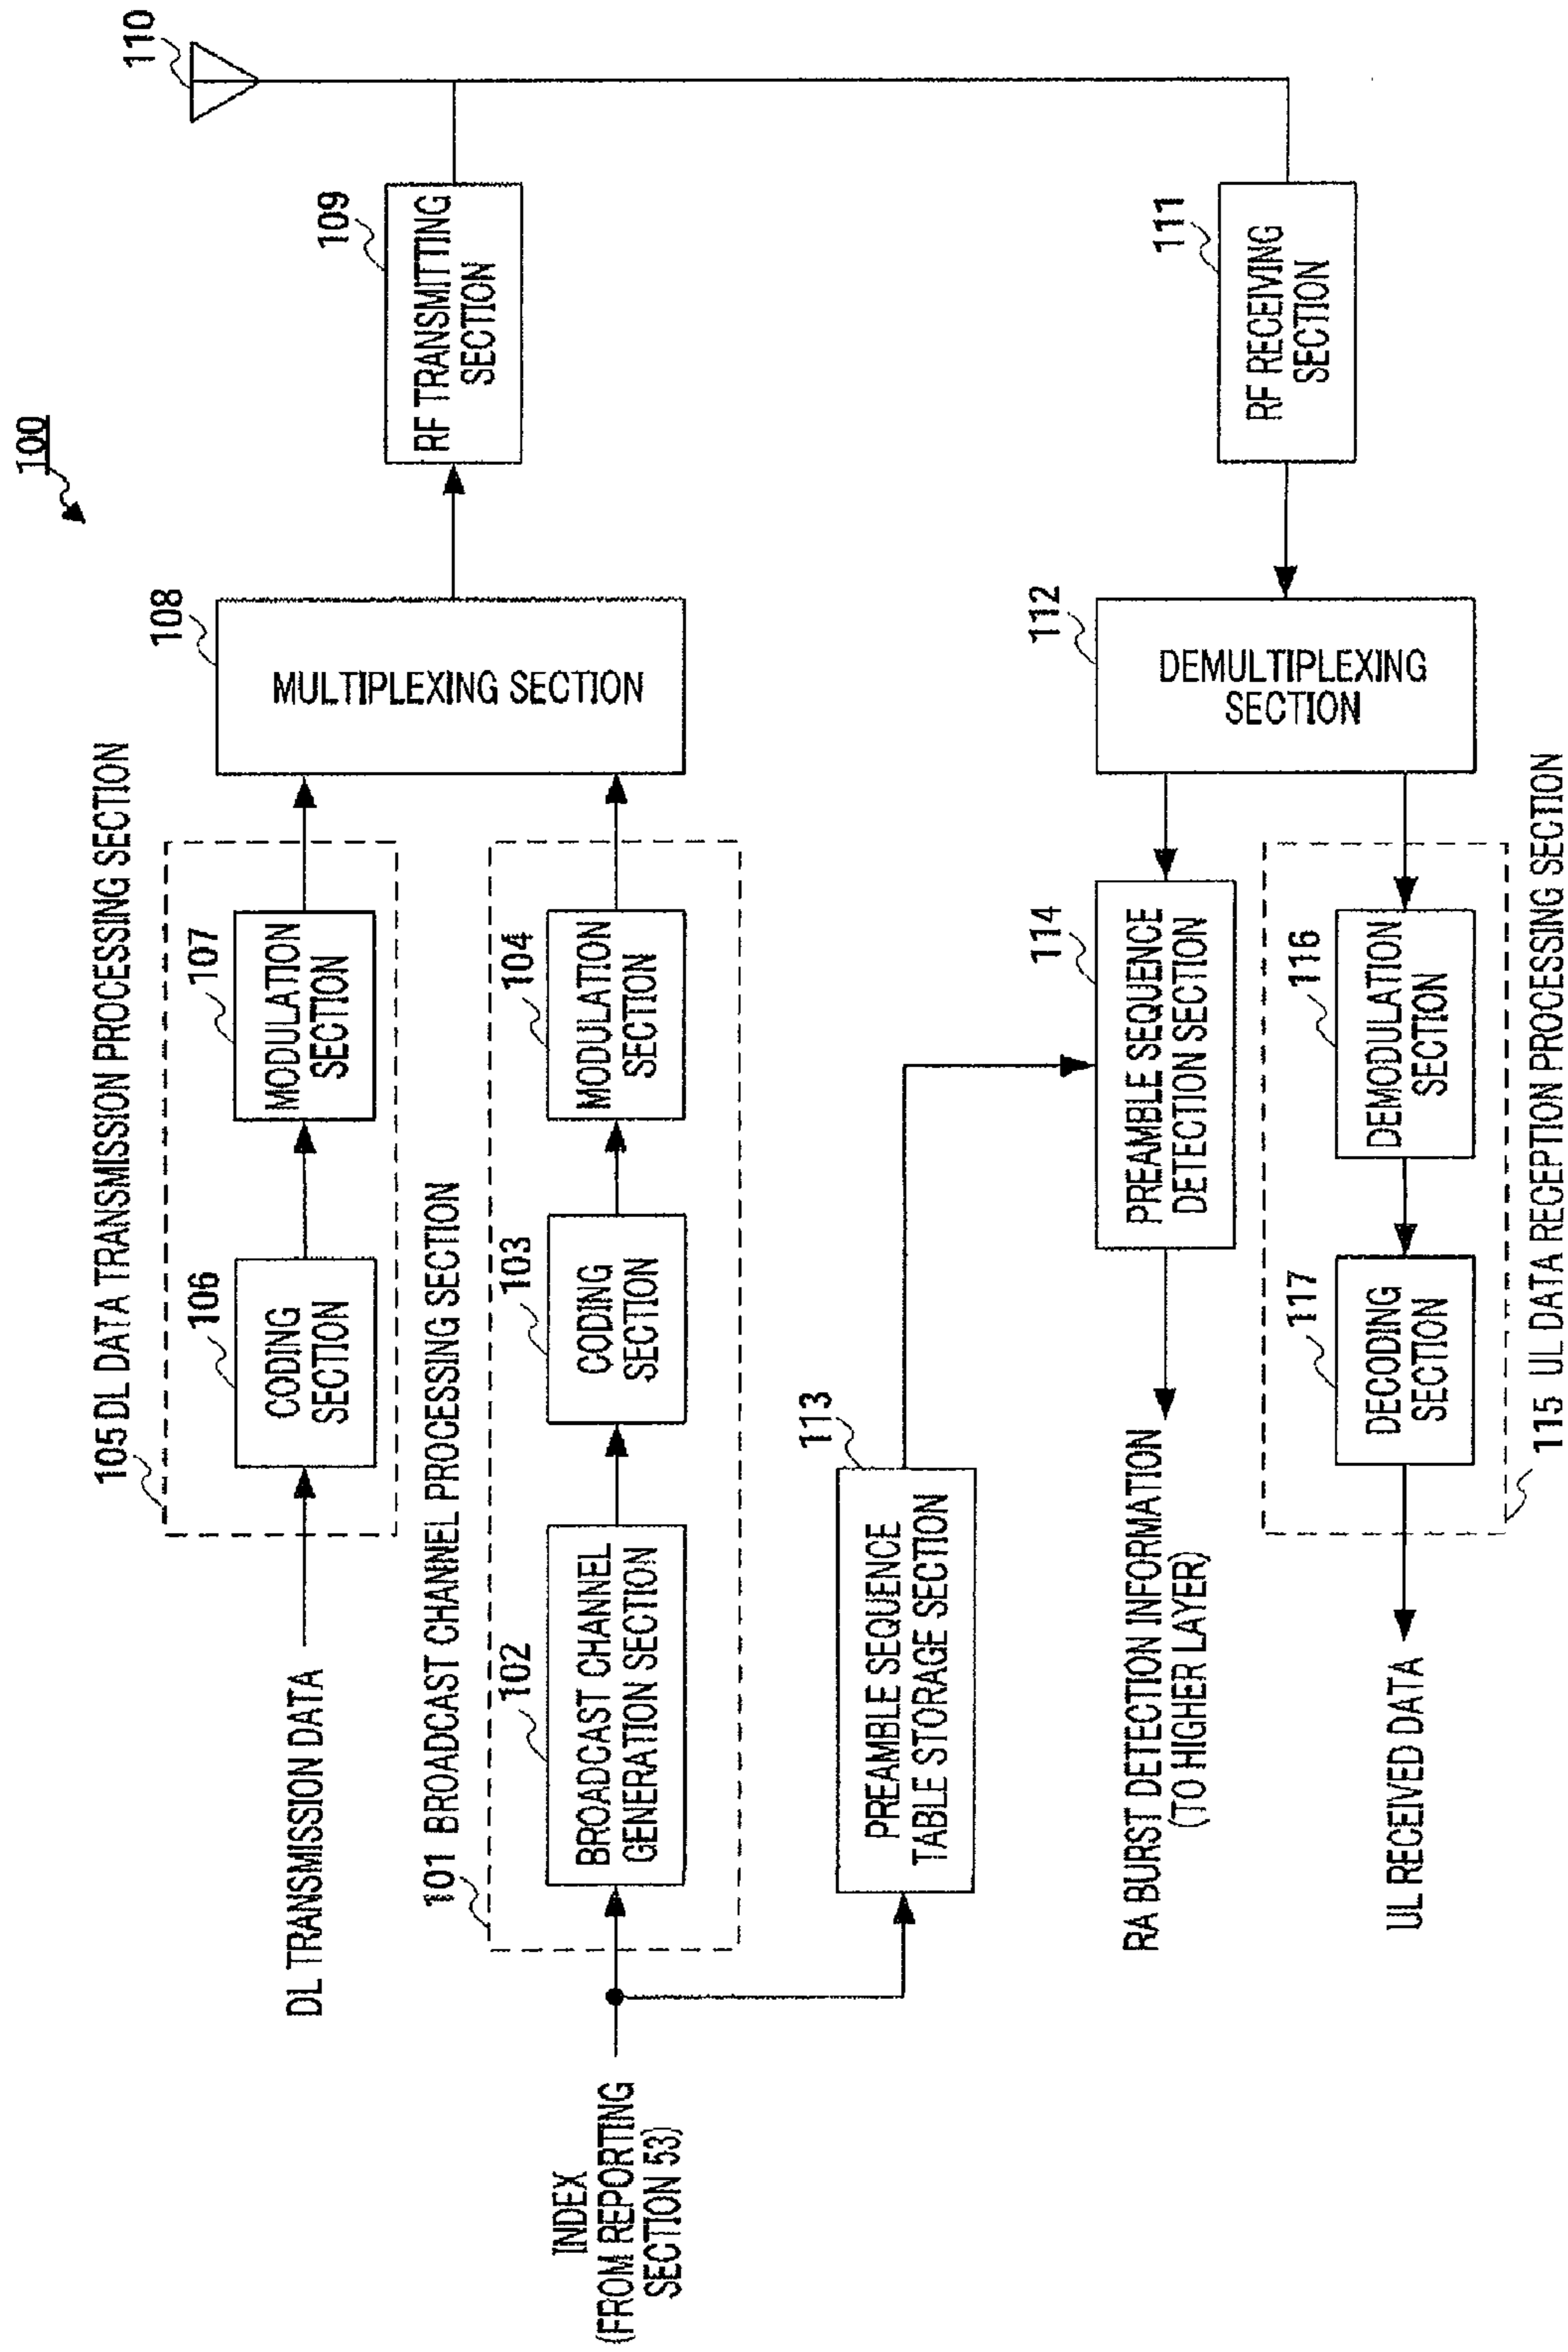 100
110
105 DL DATA TRANSMISSION PROCESSING SECTION
DL TRANSMISSION DATA
106
CODING
SECTION
107
MODULATION
SECTION
108
MULTIPLEXING SECTION
109
RF TRANSMITTING
SECTION
101 BROADCAST CHANNEL PROCESSING SECTION
INDEX
(FROM REPORTING
SECTION 53)
102
BROADCAST CHANNEL
GENERATION SECTION
103
CODING
SECTION
104
MODULATION
SECTION
113
PREAMBLE SEQUENCE
TABLE STORAGE SECTION
114
PREAMBLE SEQUENCE
DETECTION SECTION
112
DEMULTIPLEXING
SECTION
111
RF RECEIVING
SECTION
RA BURST DETECTION INFORMATION
(TO HIGHER LAYER)
UL RECEIVED DATA
117
DECODING
SECTION
116
DEMODULATION
SECTION
115 UL DATA RECEPTION PROCESSING SECTION